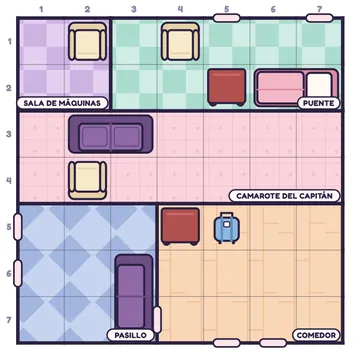 1 2 3 4 5 6 7
1
2
SALA DE MÁQUINAS
PUENTE
3
4
CAMAROTE DEL CAPITÁN
5
6
7
PASILLO
COMEDOR